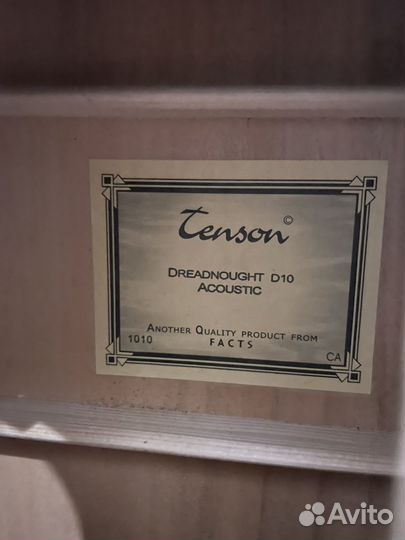 Tenson ©
DREADNOUGHT D10
ACOUSTIC
ANOTHER QUALITY PRODUCT FROM
1010 FACTS CA
Avito